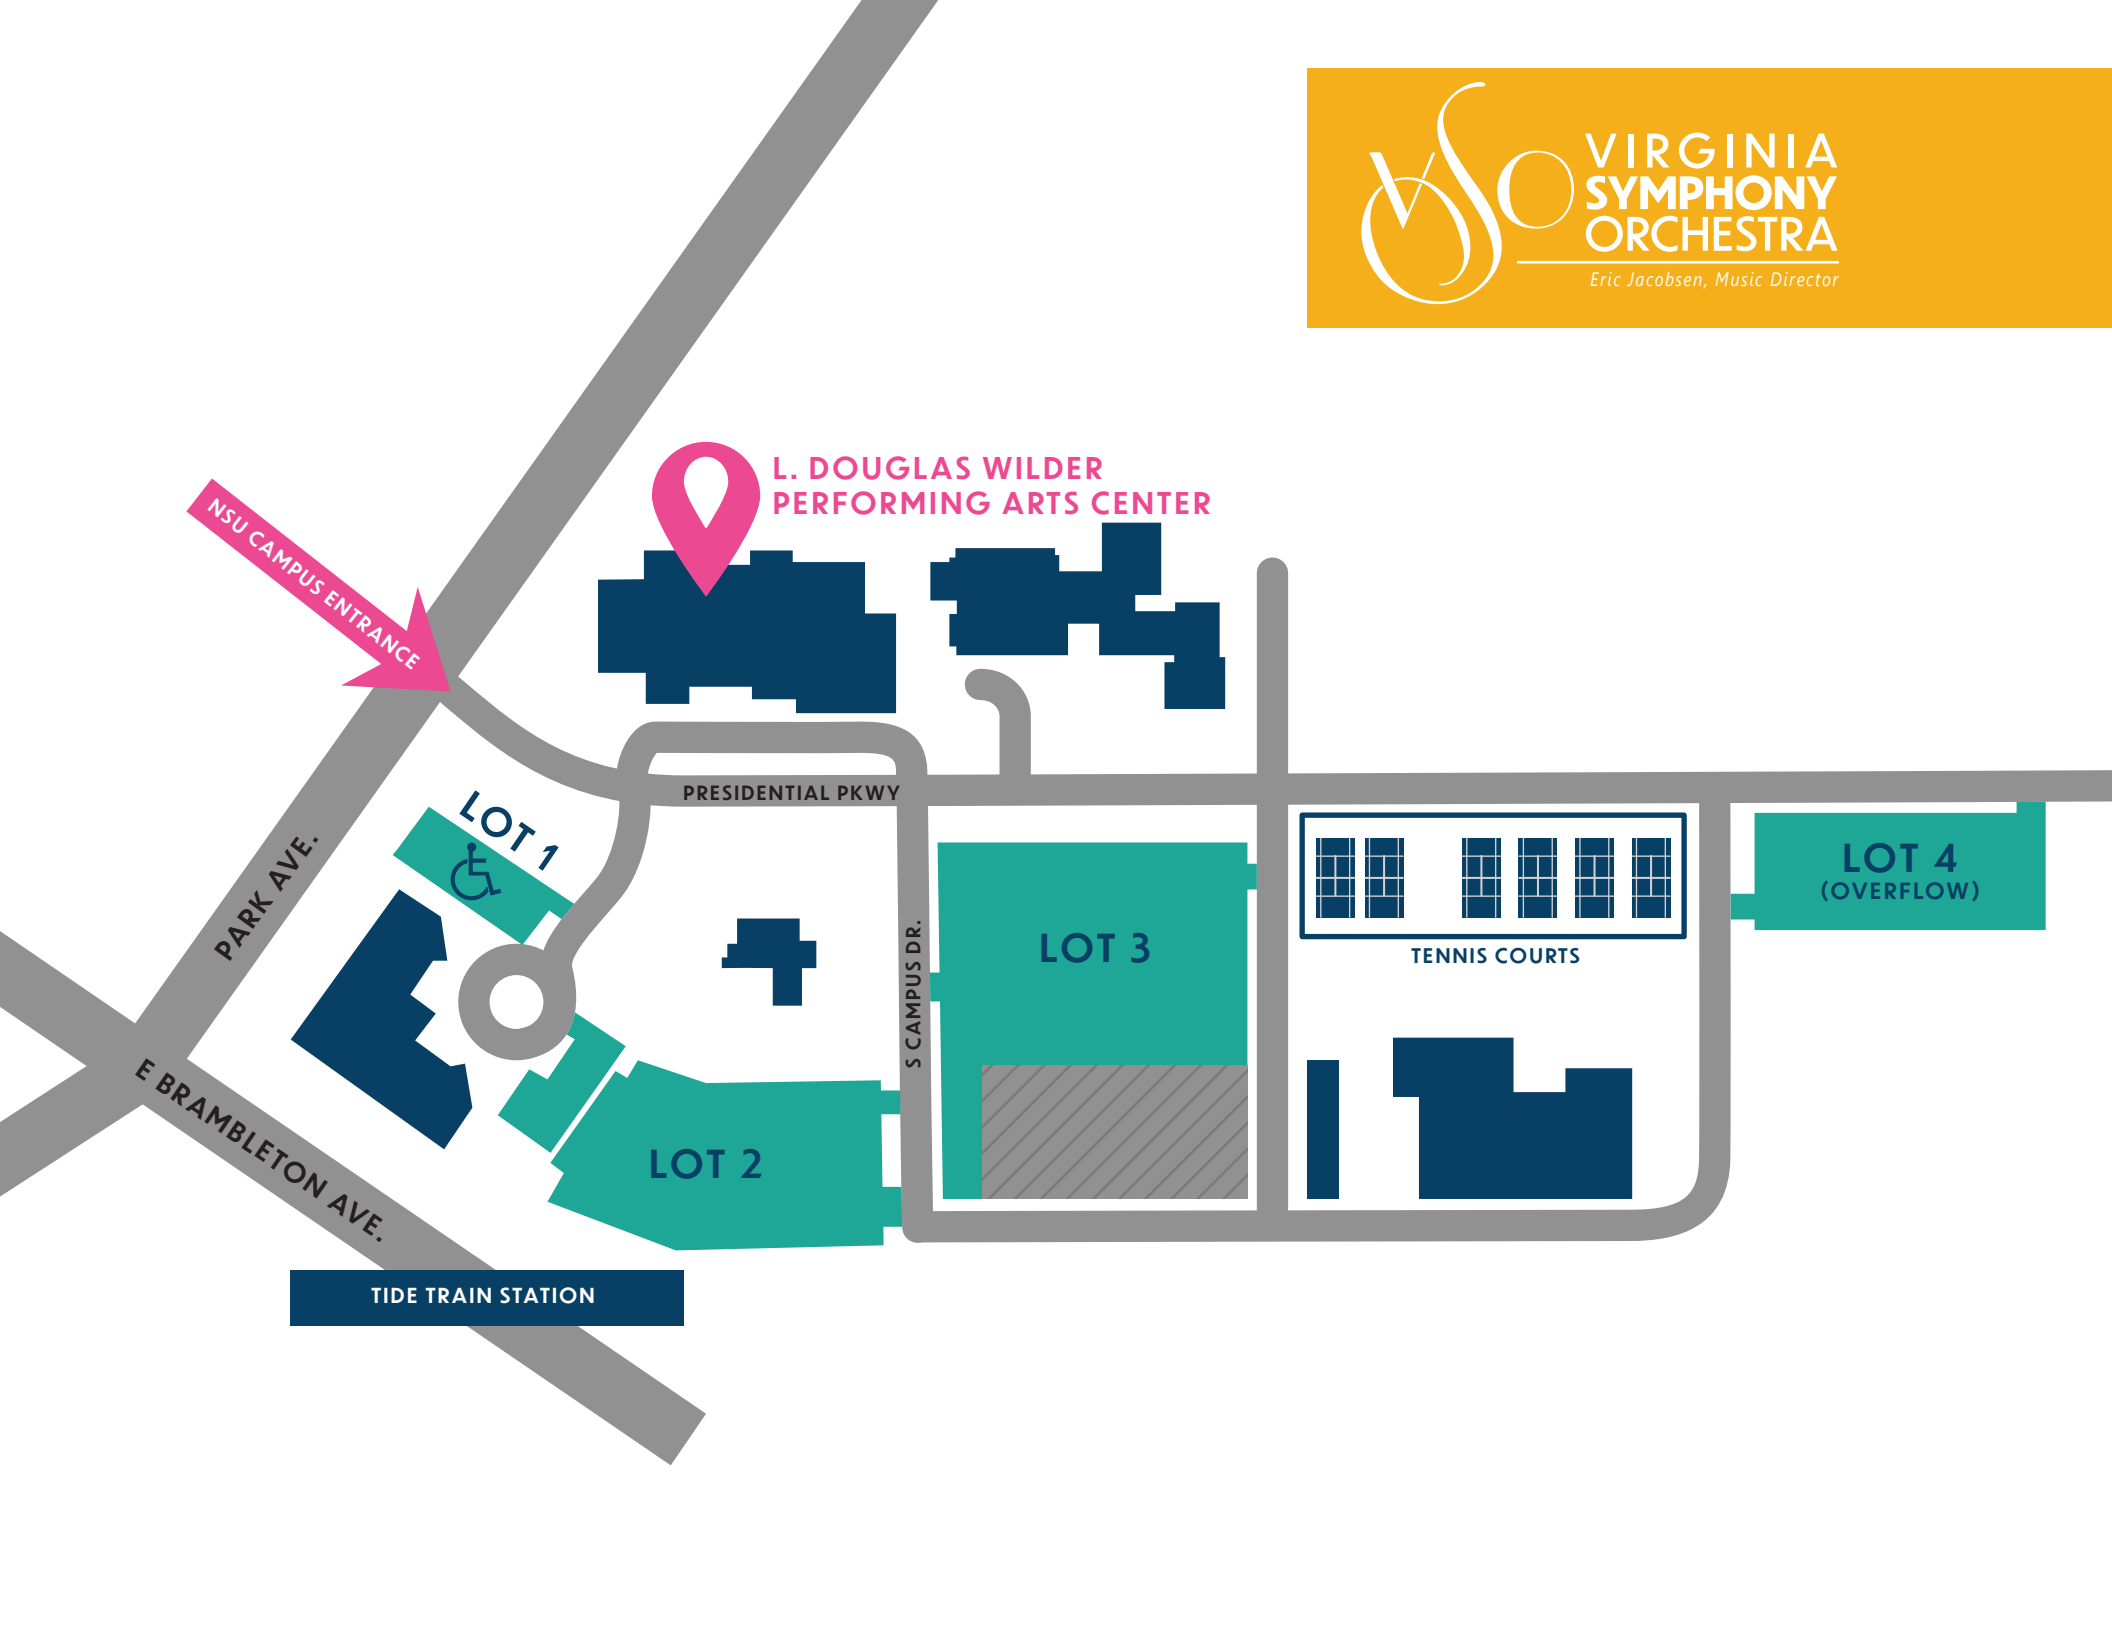 VSO
VIRGINIA
SYMPHONY
ORCHESTRA
Eric Jacobsen, Music Director
L. DOUGLAS WILDER
PERFORMING ARTS CENTER
NSU CAMPUS ENTRANCE
PRESIDENTIAL PKWY
LOT 1
PARK AVE.
LOT 4
(OVERFLOW)
LOT 3
TENNIS COURTS
S CAMPUS DR.
E BRAMBLETON AVE.
LOT 2
TIDE TRAIN STATION